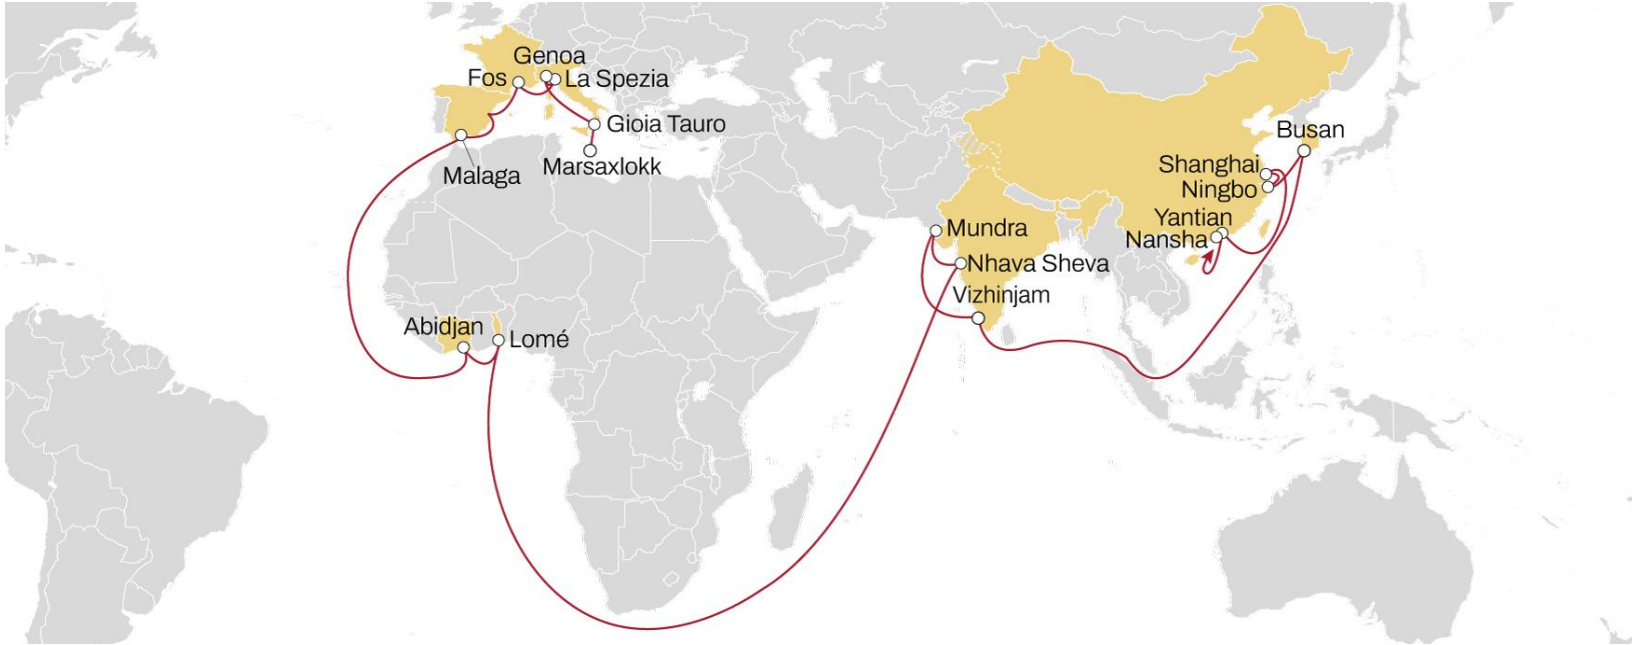 Genoa
Fos
La Spezia
Gioia Tauro
Marsaxlokk
Malaga
Busan
Shanghai
Ningbo
Yantian
Nansha
Mundra
Nhava Sheva
Vizhinjam
Abidjan
Lomé